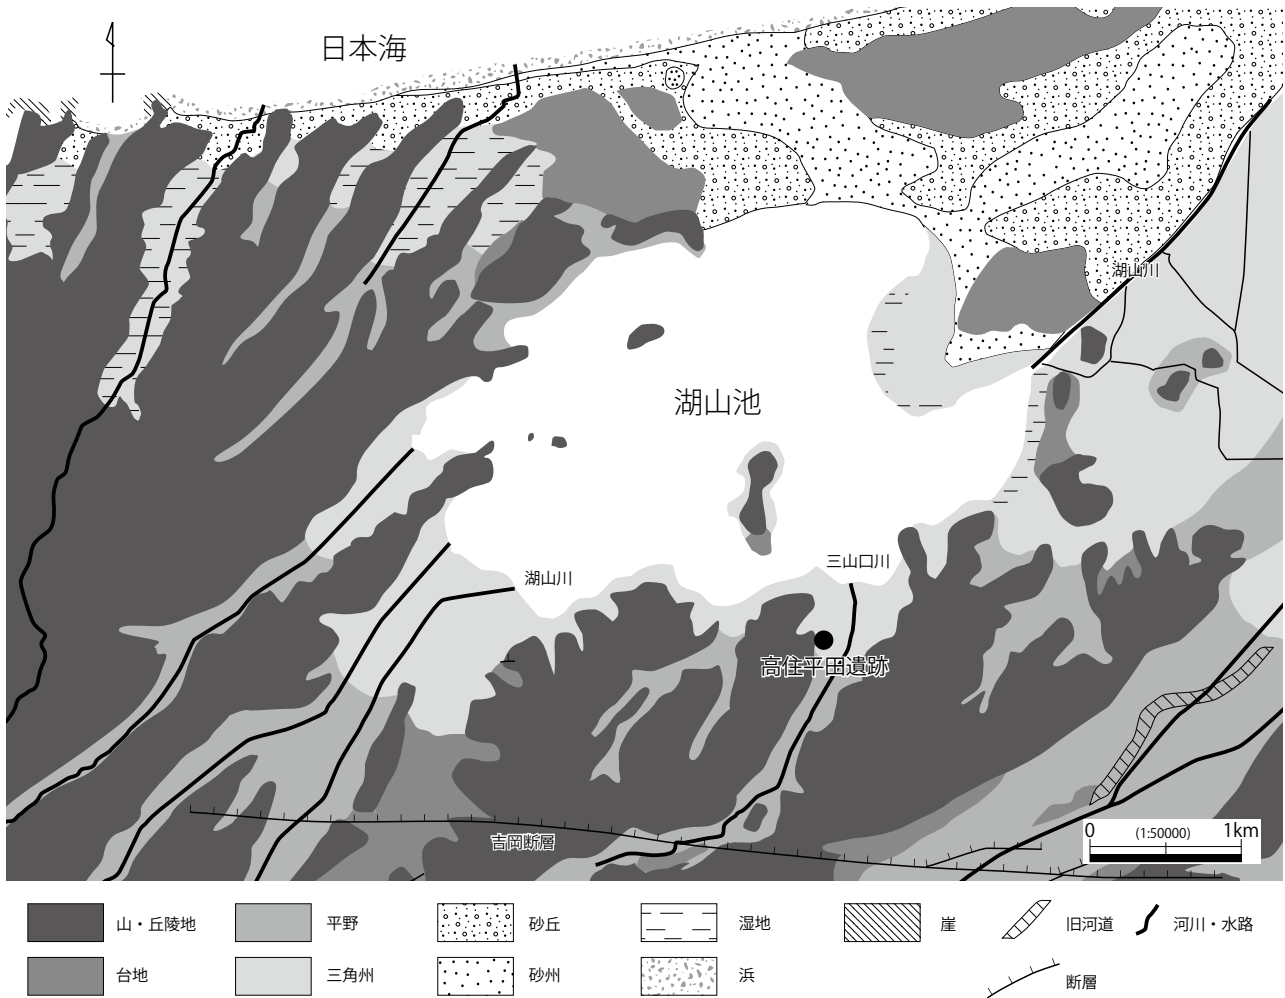 日本海
湖山川
湖山池
三山口川
湖山川
高住平田遺跡
吉岡断層
0 (1:50000) 1km
山・丘陵地 平野 砂丘 湿地 崖 旧河道 河川・水路
台地 三角州 砂州 浜 断層